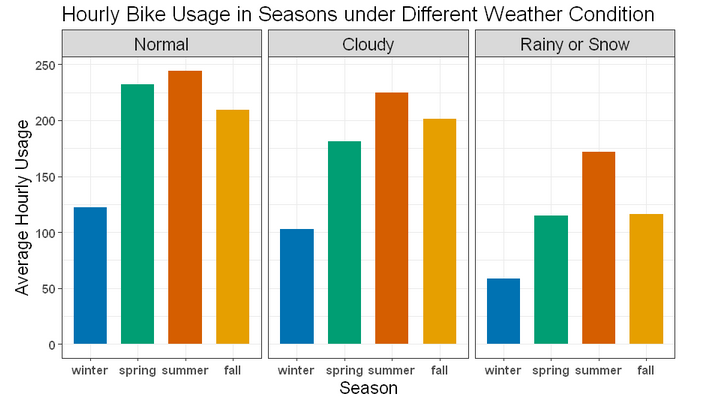 Hourly Bike Usage in Seasons under Different Weather Condition
Normal
Cloudy
Rainy or Snow
Average Hourly Usage
250
200
150
100
50
0
winter spring summer fall
winter spring summer fall
winter spring summer fall
Season